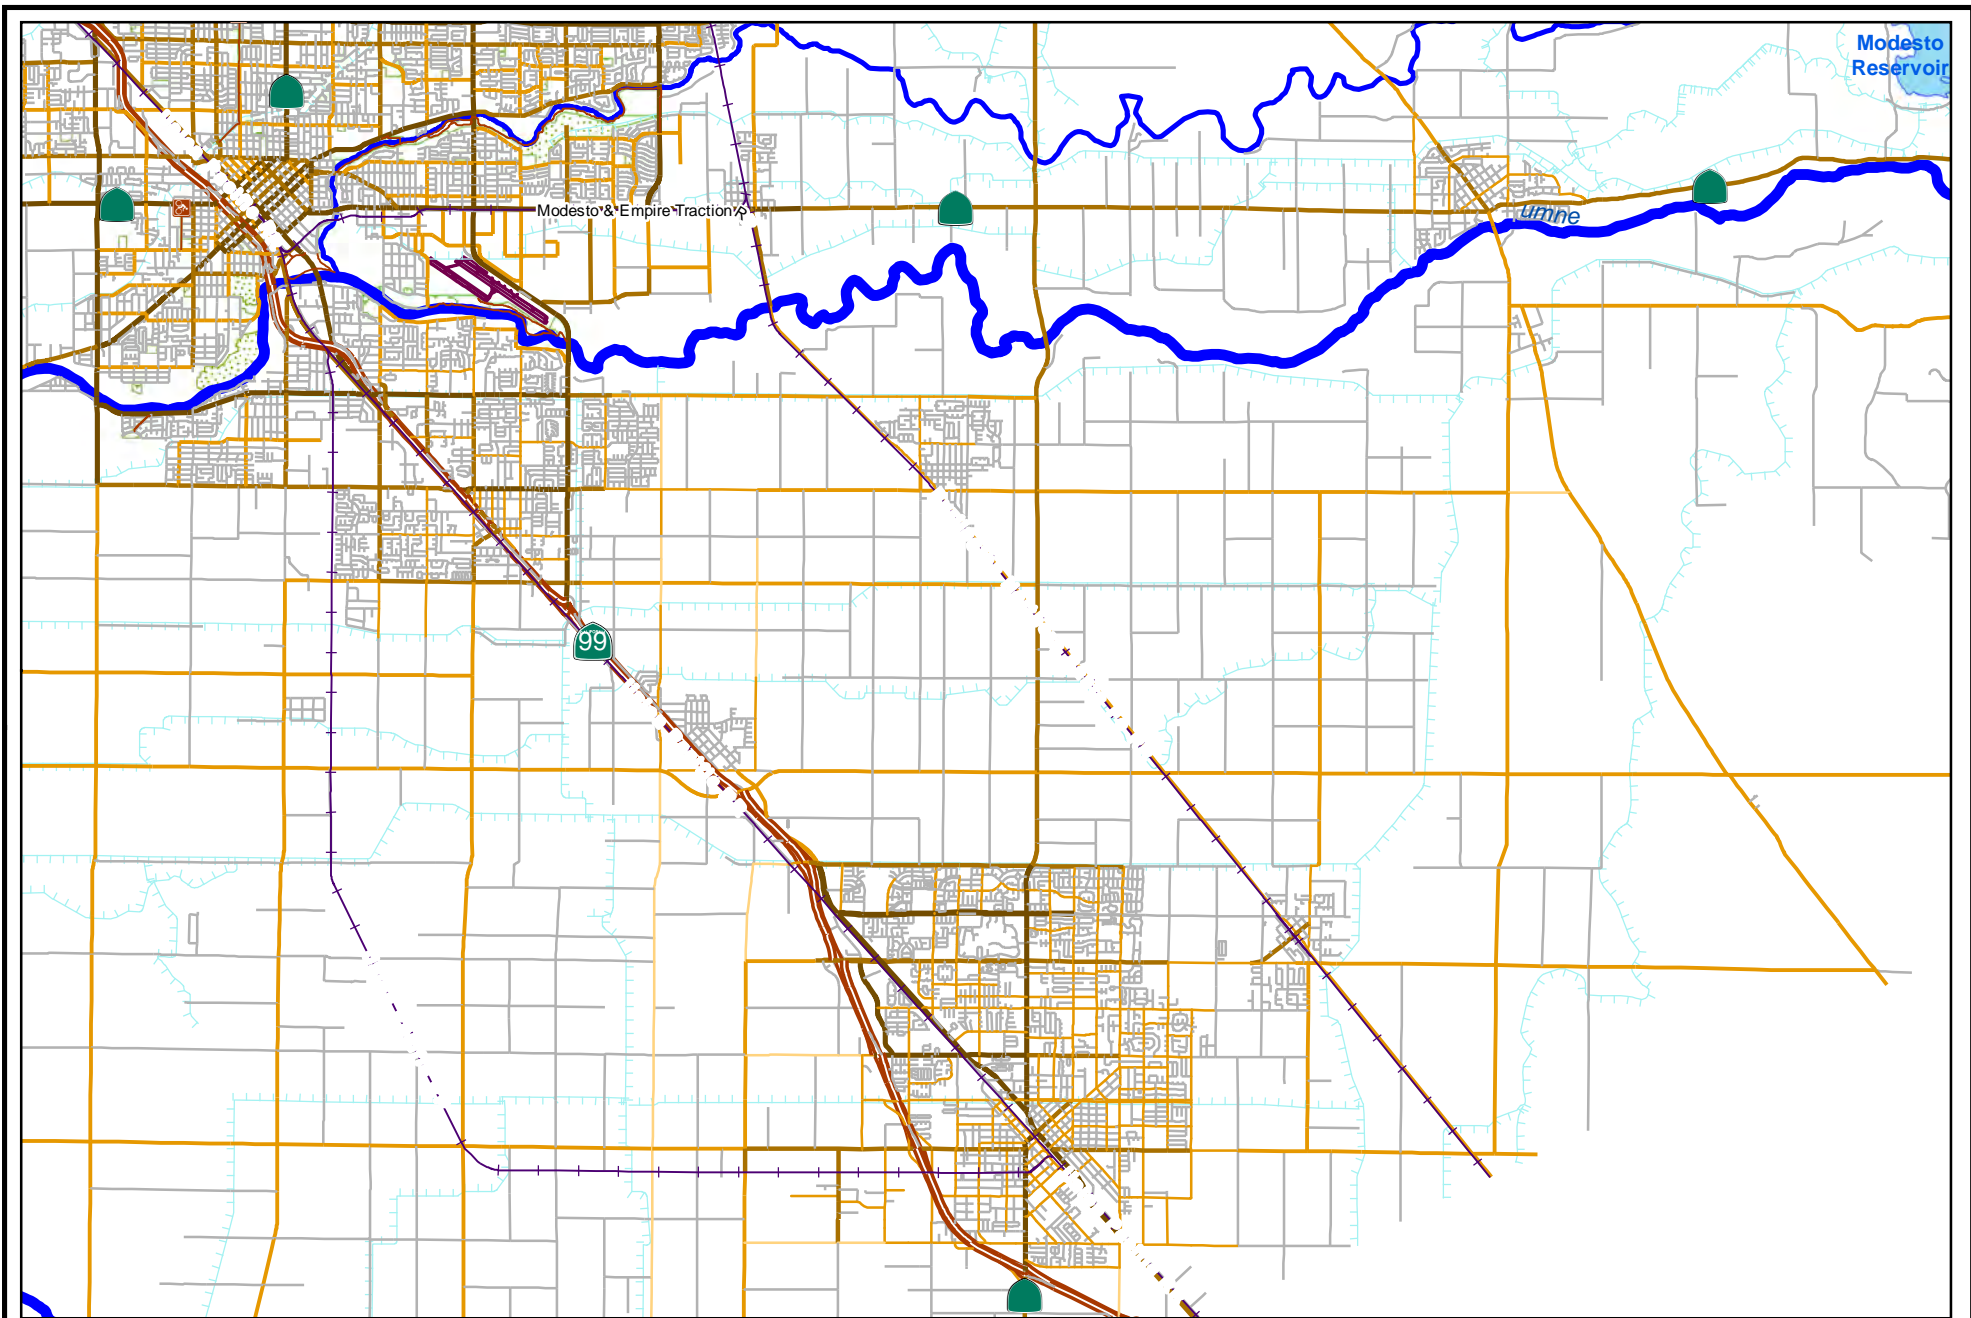 Modesto
Reservoir
Modesto & Empire Traction R
umne
99